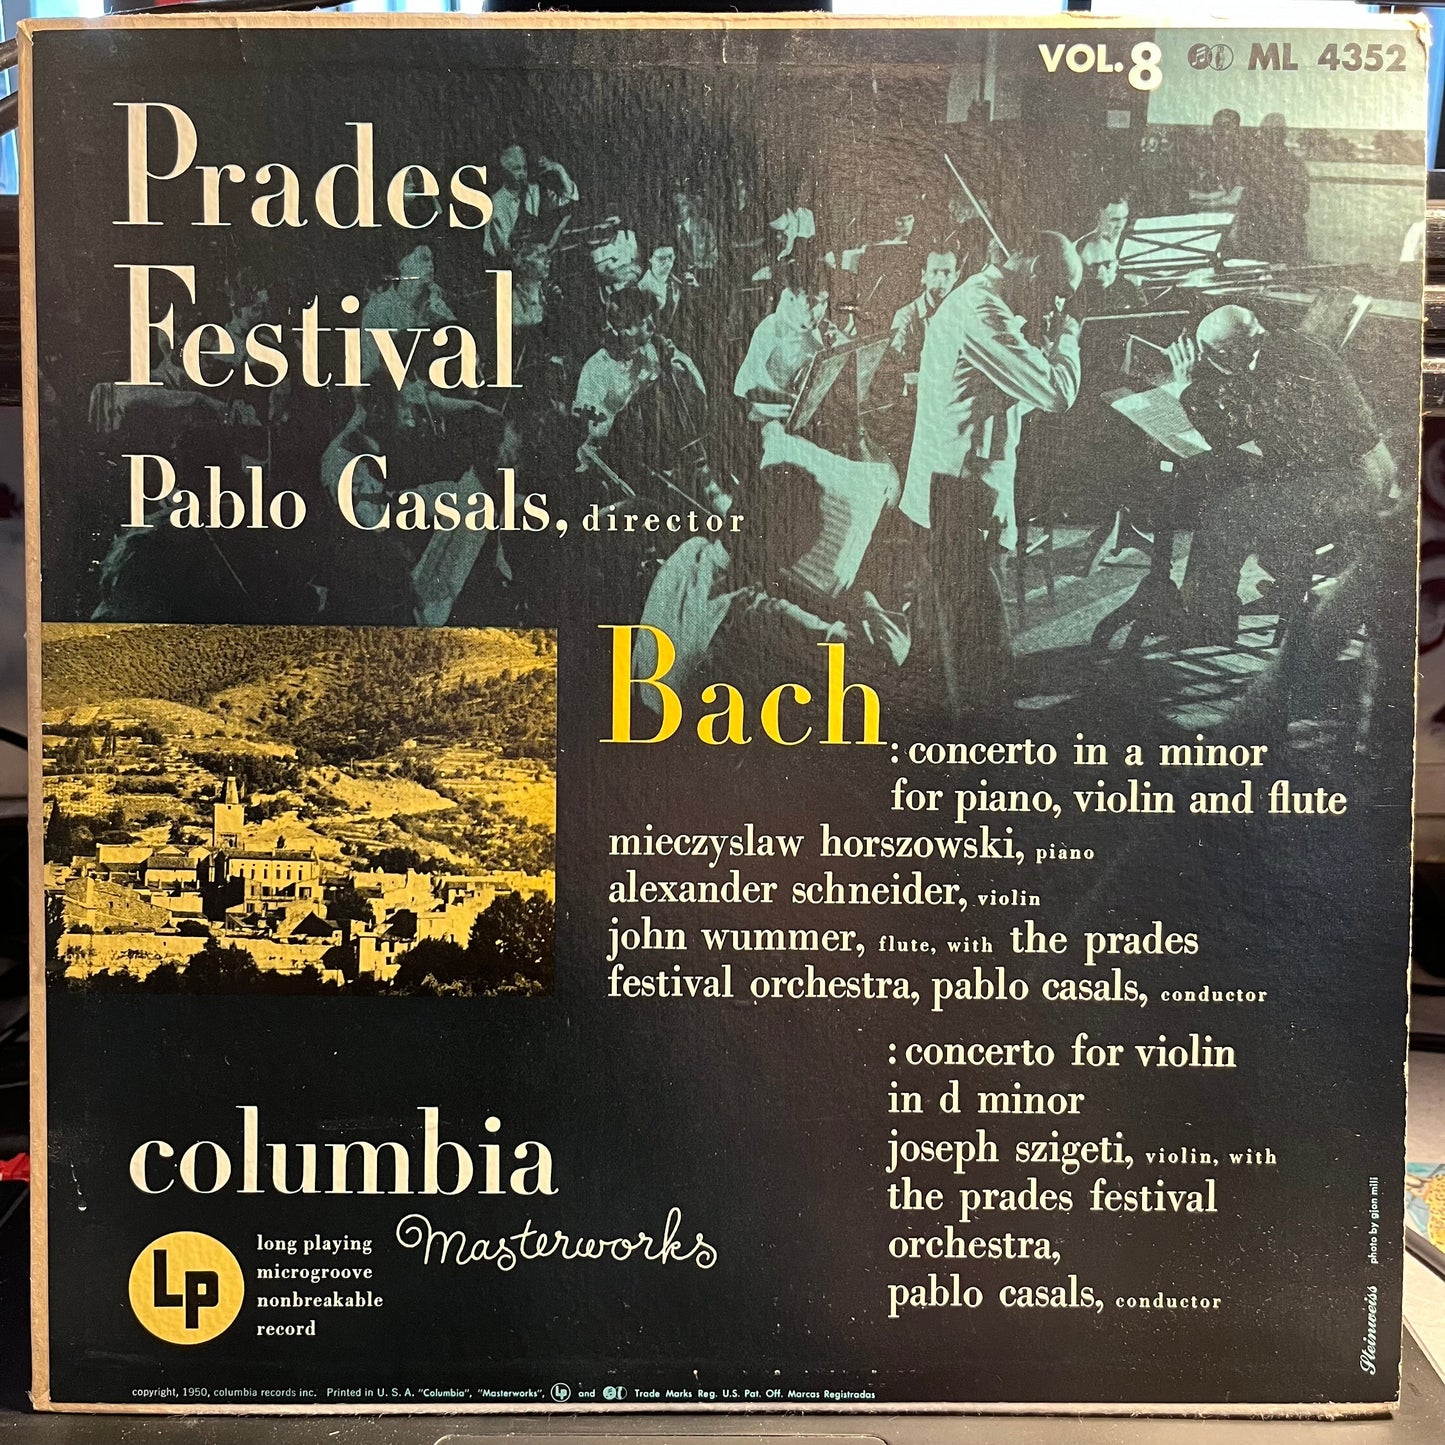 VOL. 8 ML 4352
Prades
Festival
Pablo Casals, director
Bach
: concerto in a minor
for piano, violin and flute
mieczyslaw horszowski, piano
alexander schneider, violin
john wummer, flute, with the prades
festival orchestra, pablo casals, conductor
: concerto for violin
in d minor
joseph szigeti, violin, with
the prades festival
orchestra,
pablo casals, conductor
columbia
Masterworks
LP
long playing
microgroove
nonbreakable
record
photo by gjon mili
Steinweiss
copyright, 1950, columbia records inc. Printed in U. S. A. "Columbia", "Masterworks", LP and Trade Marks Reg. U.S. Pat. Off. Marcas Registradas